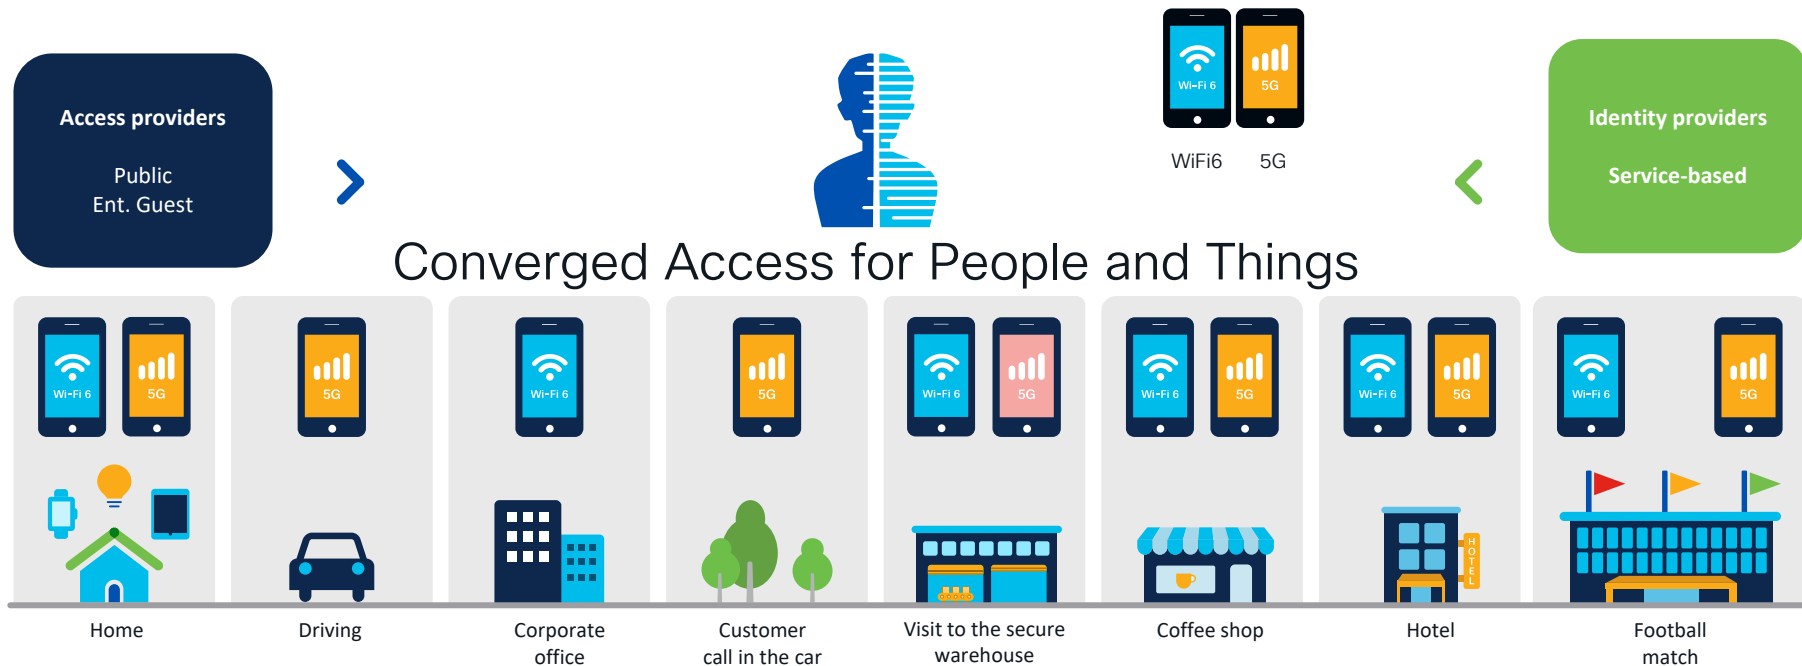 Access providers
Public
Ent. Guest
Wi-Fi 6
5G
WiFi6
5G
Identity providers
Service-based
Converged Access for People and Things
Wi-Fi 6
5G
5G
Wi-Fi 6
5G
Wi-Fi 6
5G
Wi-Fi 6
5G
Wi-Fi 6
5G
Wi-Fi 6
5G
HOTEL
Home
Driving
Corporate
office
Customer
call in the car
Visit to the secure
warehouse
Coffee shop
Hotel
Football
match